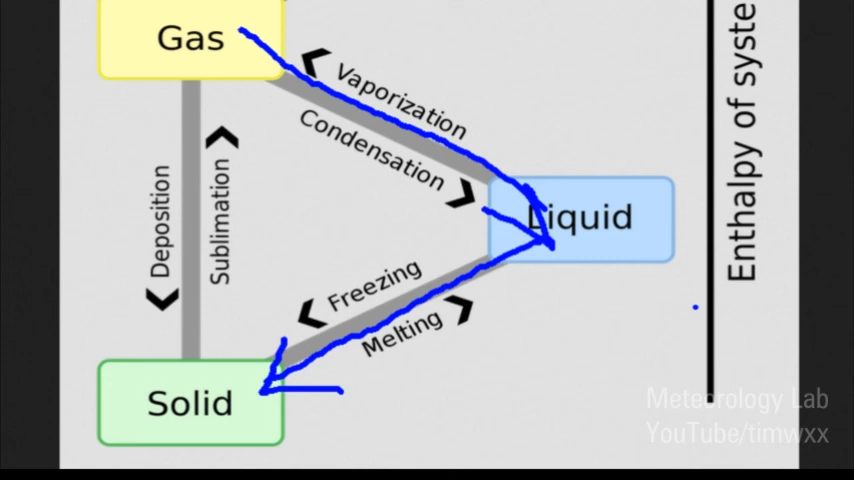 Gas
Vaporization
Condensation
Deposition
Sublimation
Liquid
Freezing
Melting
Solid
Enthalpy of syste
Meteorology Lab
YouTube/timwxx